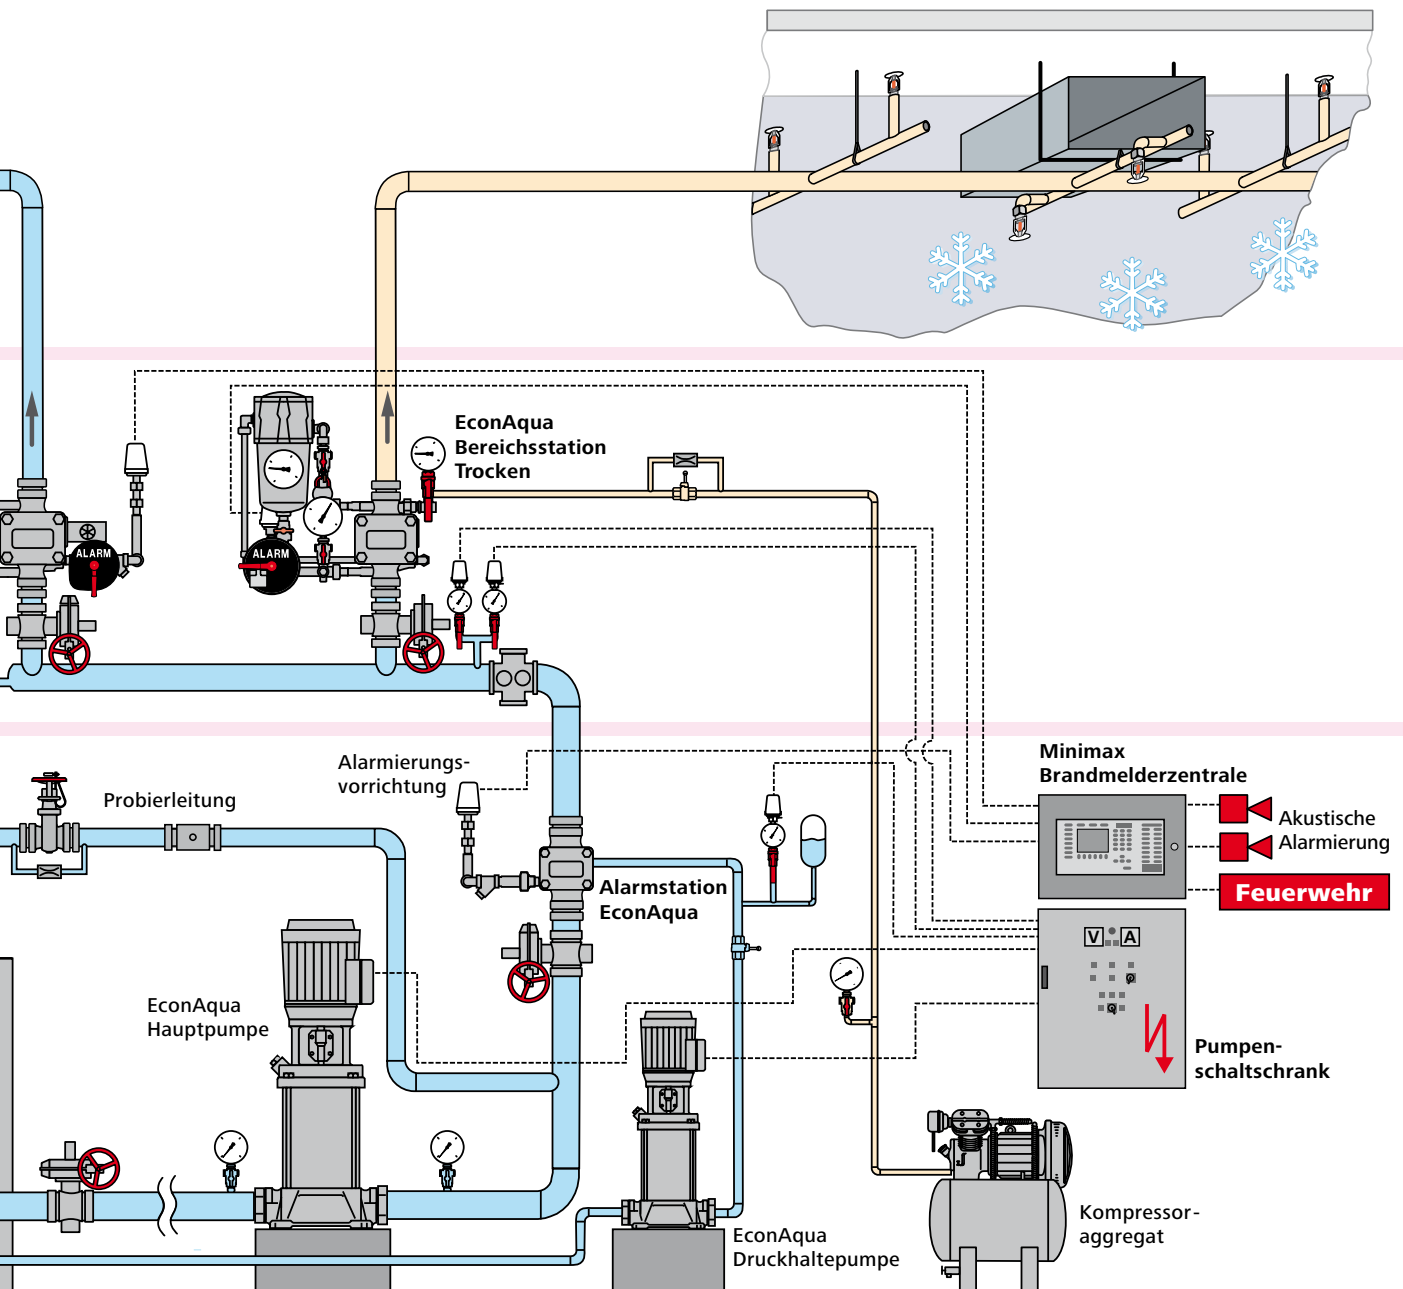 EconAqua
Bereichsstation
Trocken
ALARM
ALARM
Alarmierungs-
vorrichtung
Probierleitung
Minimax
Brandmelderzentrale
Akustische
Alarmierung
Feuerwehr
Alarmstation
EconAqua
V A
EconAqua
Hauptpumpe
Pumpen-
schaltschrank
Kompressor-
aggregat
EconAqua
Druckhaltepumpe